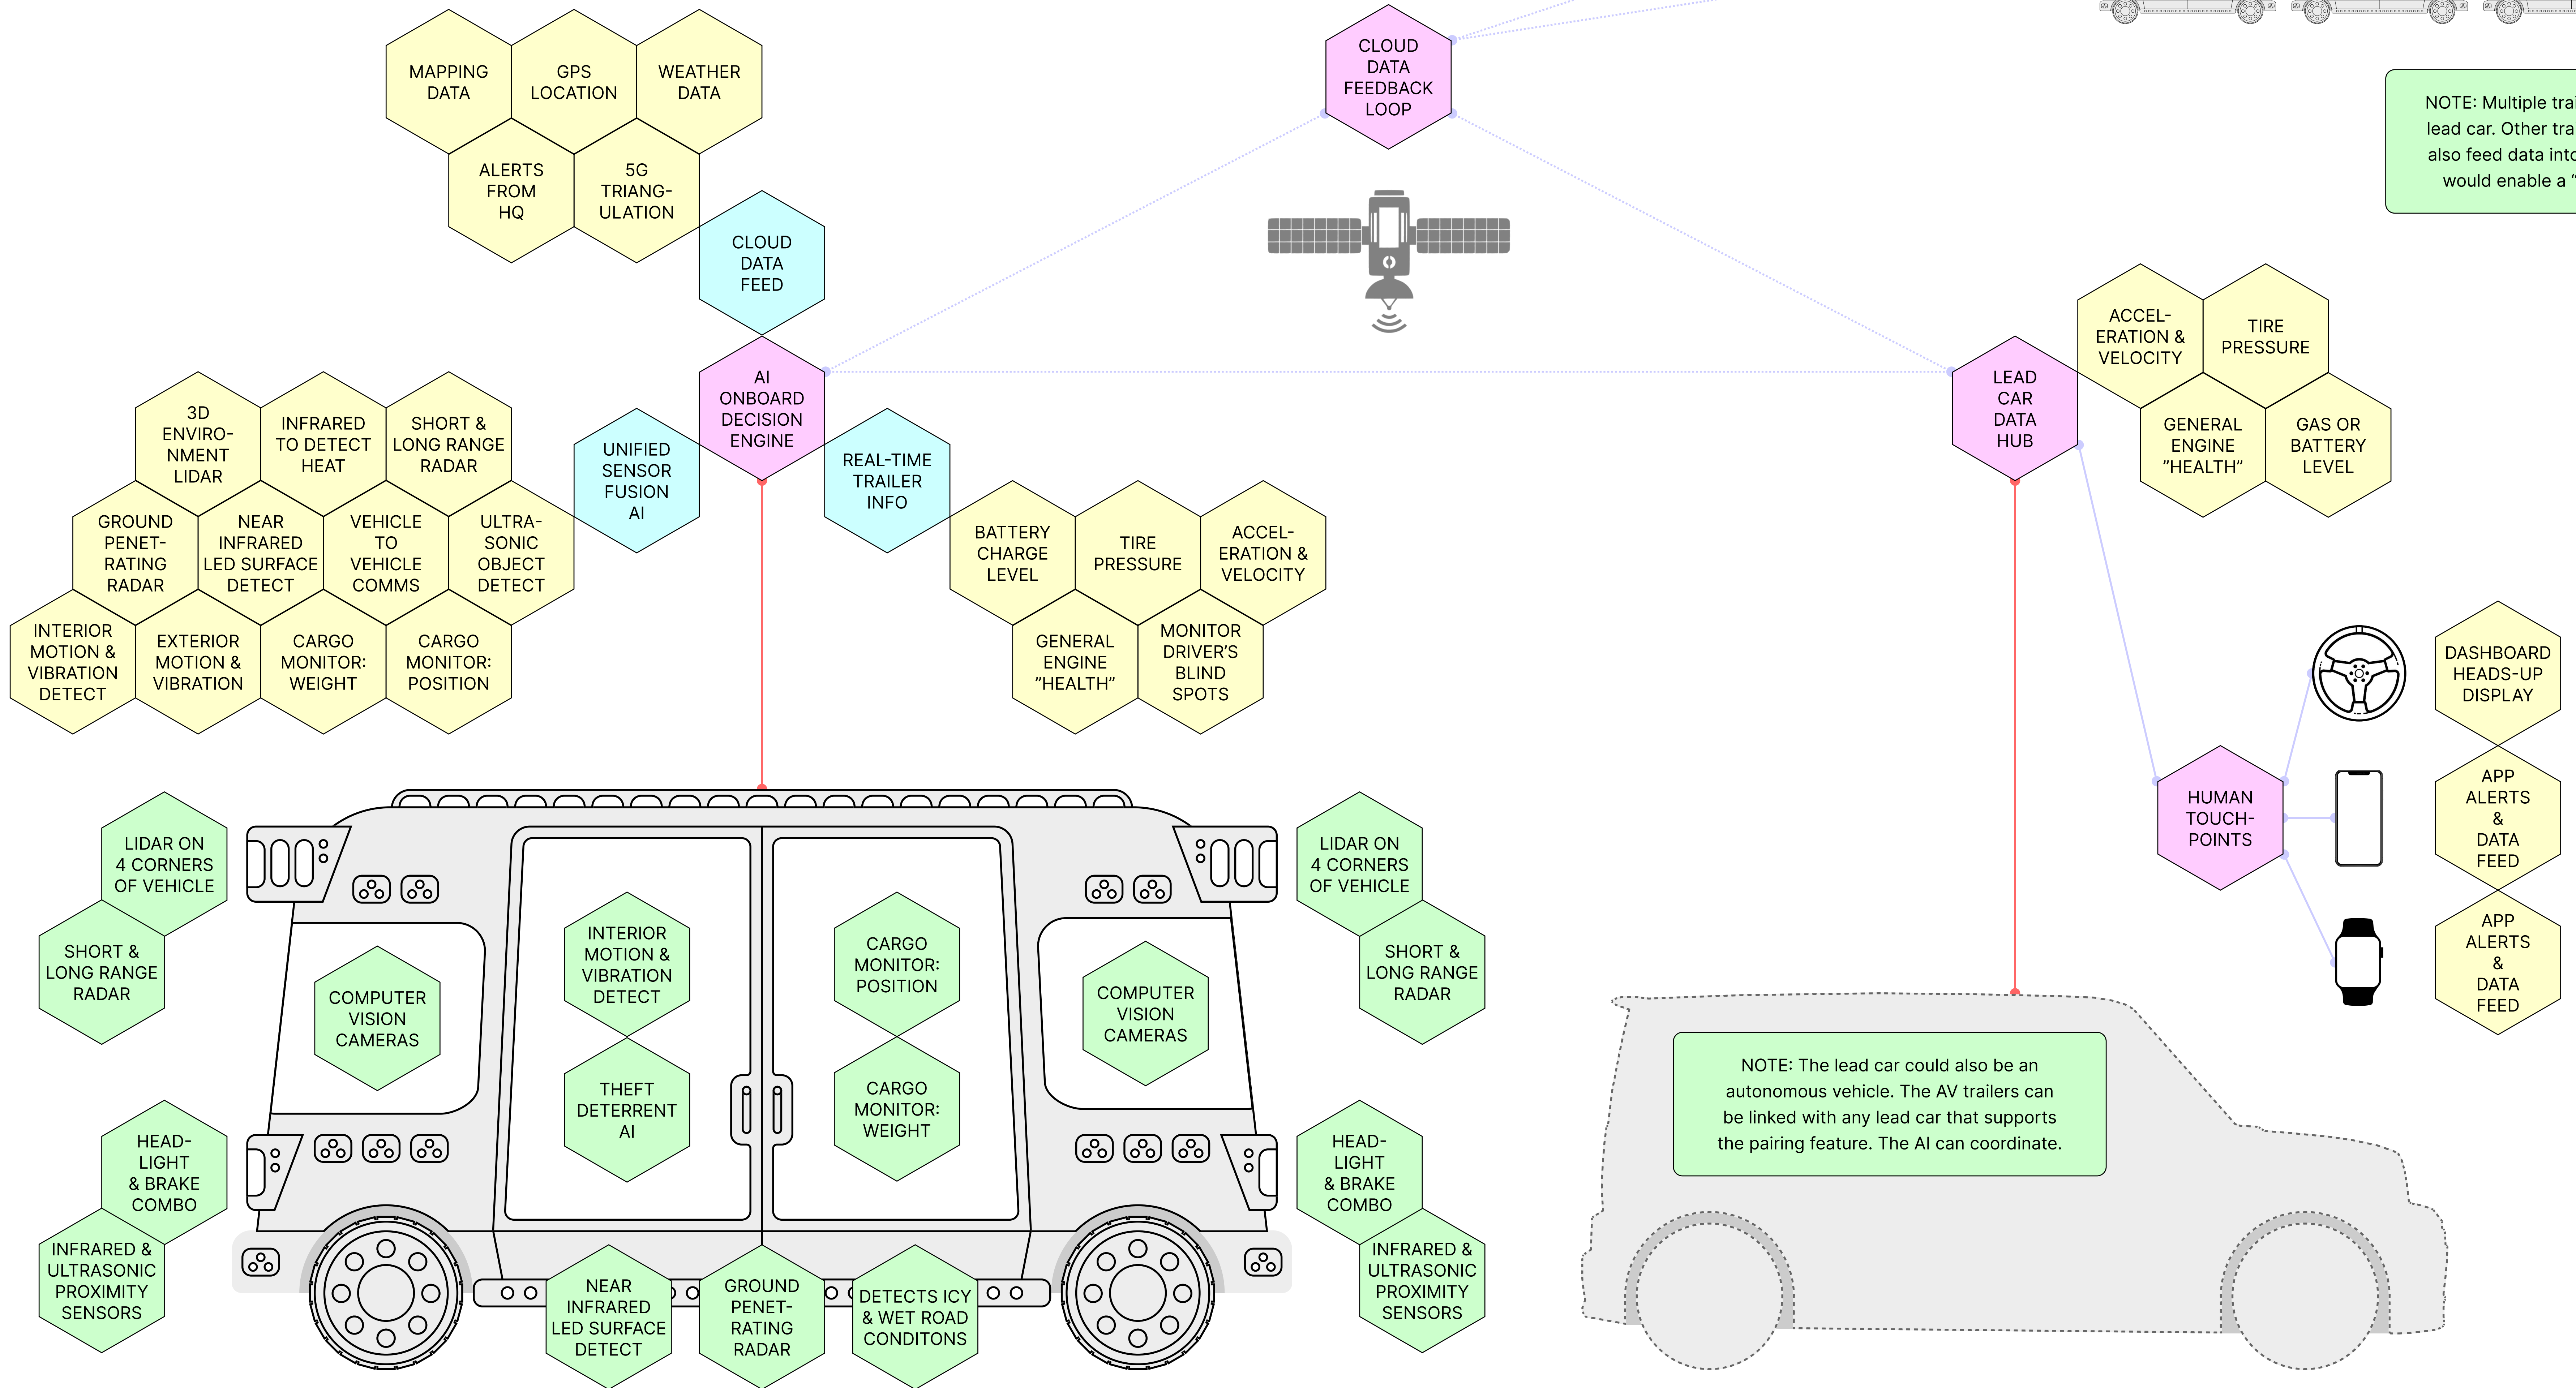 MAPPING
DATA
GPS
LOCATION
WEATHER
DATA
ALERTS
FROM
HQ
5G
TRIANG-
ULATION
CLOUD
DATA
FEED
CLOUD
DATA
FEEDBACK
LOOP
NOTE: Multiple trai
lead car. Other tra
also feed data into
would enable a “
AI
ONBOARD
DECISION
ENGINE
UNIFIED
SENSOR
FUSION
AI
REAL-TIME
TRAILER
INFO
3D
ENVIRO-
NMENT
LIDAR
INFRARED
TO DETECT
HEAT
SHORT &
LONG RANGE
RADAR
GROUND
PENET-
RATING
RADAR
NEAR
INFRARED
LED SURFACE
DETECT
VEHICLE
TO
VEHICLE
COMMS
ULTRA-
SONIC
OBJECT
DETECT
INTERIOR
MOTION &
VIBRATION
DETECT
EXTERIOR
MOTION &
VIBRATION
CARGO
MONITOR:
WEIGHT
CARGO
MONITOR:
POSITION
BATTERY
CHARGE
LEVEL
TIRE
PRESSURE
ACCEL-
ERATION &
VELOCITY
GENERAL
ENGINE
”HEALTH”
MONITOR
DRIVER’S
BLIND
SPOTS
LEAD
CAR
DATA
HUB
ACCEL-
ERATION &
VELOCITY
TIRE
PRESSURE
GENERAL
ENGINE
”HEALTH”
GAS OR
BATTERY
LEVEL
HUMAN
TOUCH-
POINTS
DASHBOARD
HEADS-UP
DISPLAY
APP
ALERTS
&
DATA
FEED
APP
ALERTS
&
DATA
FEED
LIDAR ON
4 CORNERS
OF VEHICLE
SHORT &
LONG RANGE
RADAR
HEAD-
LIGHT
& BRAKE
COMBO
INFRARED &
ULTRASONIC
PROXIMITY
SENSORS
COMPUTER
VISION
CAMERAS
INTERIOR
MOTION &
VIBRATION
DETECT
THEFT
DETERRENT
AI
CARGO
MONITOR:
POSITION
CARGO
MONITOR:
WEIGHT
COMPUTER
VISION
CAMERAS
NEAR
INFRARED
LED SURFACE
DETECT
GROUND
PENET-
RATING
RADAR
DETECTS ICY
& WET ROAD
CONDITONS
LIDAR ON
4 CORNERS
OF VEHICLE
SHORT &
LONG RANGE
RADAR
HEAD-
LIGHT
& BRAKE
COMBO
INFRARED &
ULTRASONIC
PROXIMITY
SENSORS
NOTE: The lead car could also be an
autonomous vehicle. The AV trailers can
be linked with any lead car that supports
the pairing feature. The AI can coordinate.